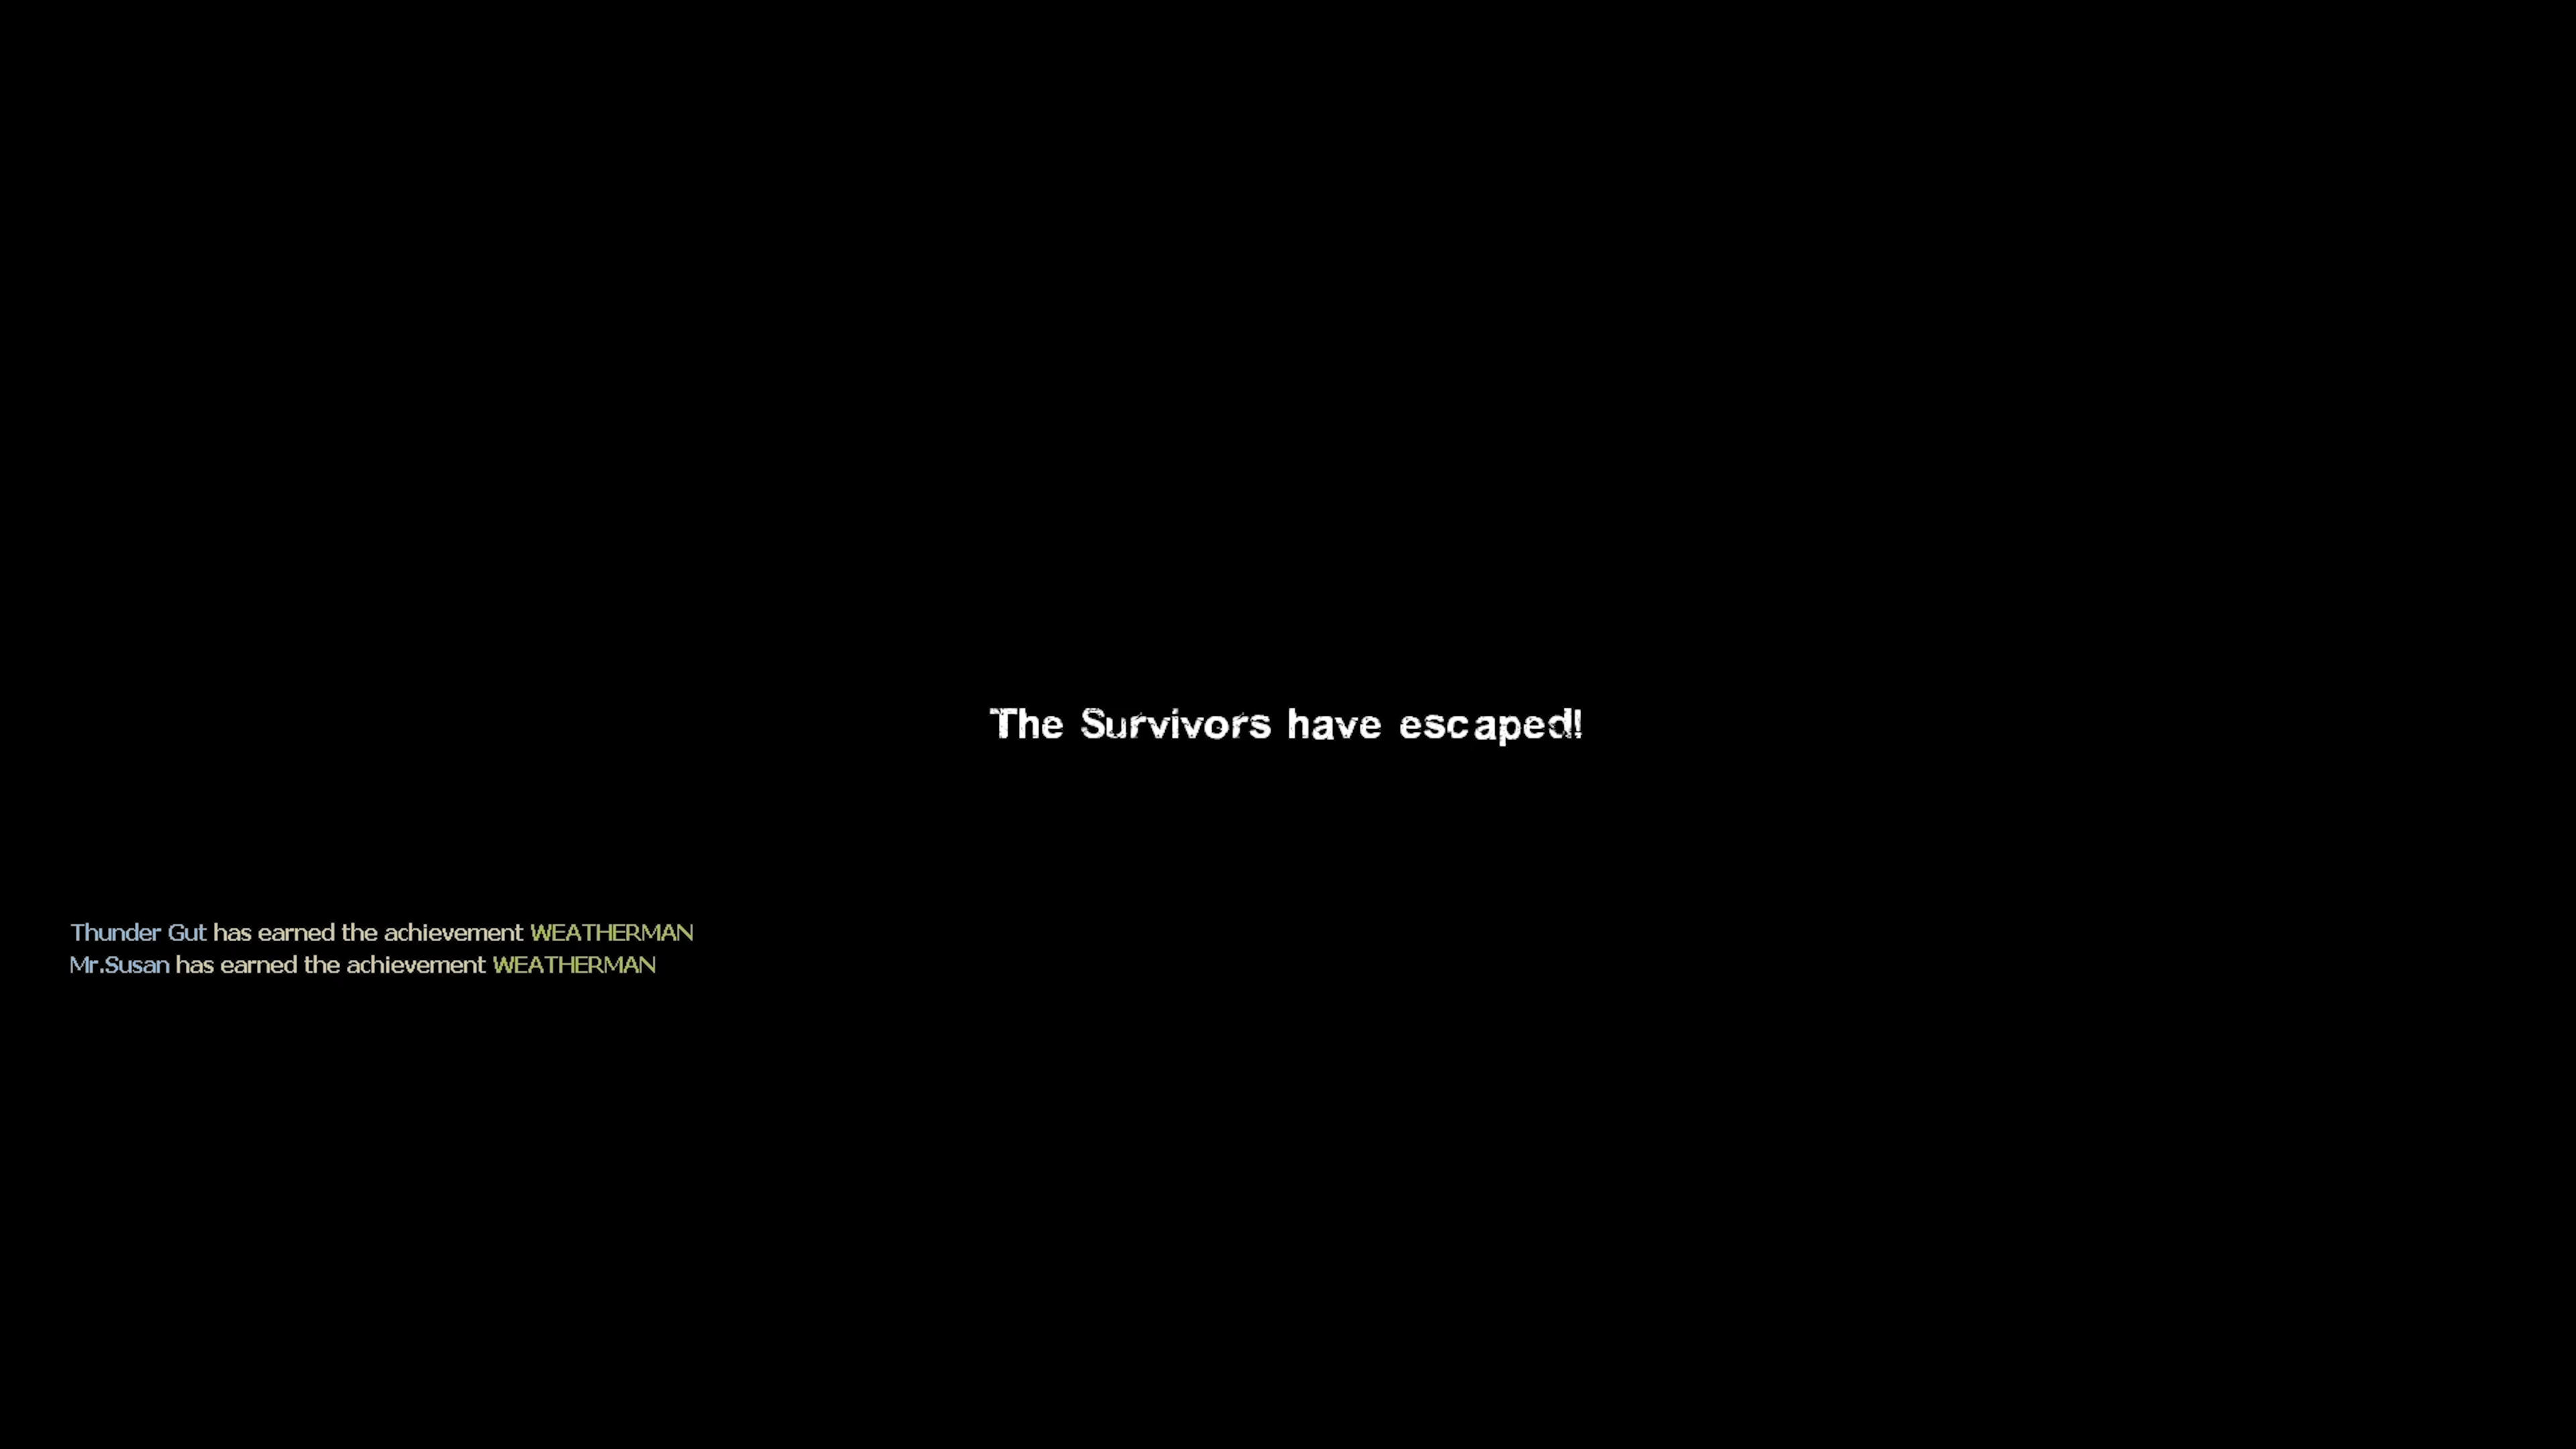 The Survivors have escaped!
Thunder Gut has earned the achievement WEATHERMAN
Mr.Susan has earned the achievement WEATHERMAN